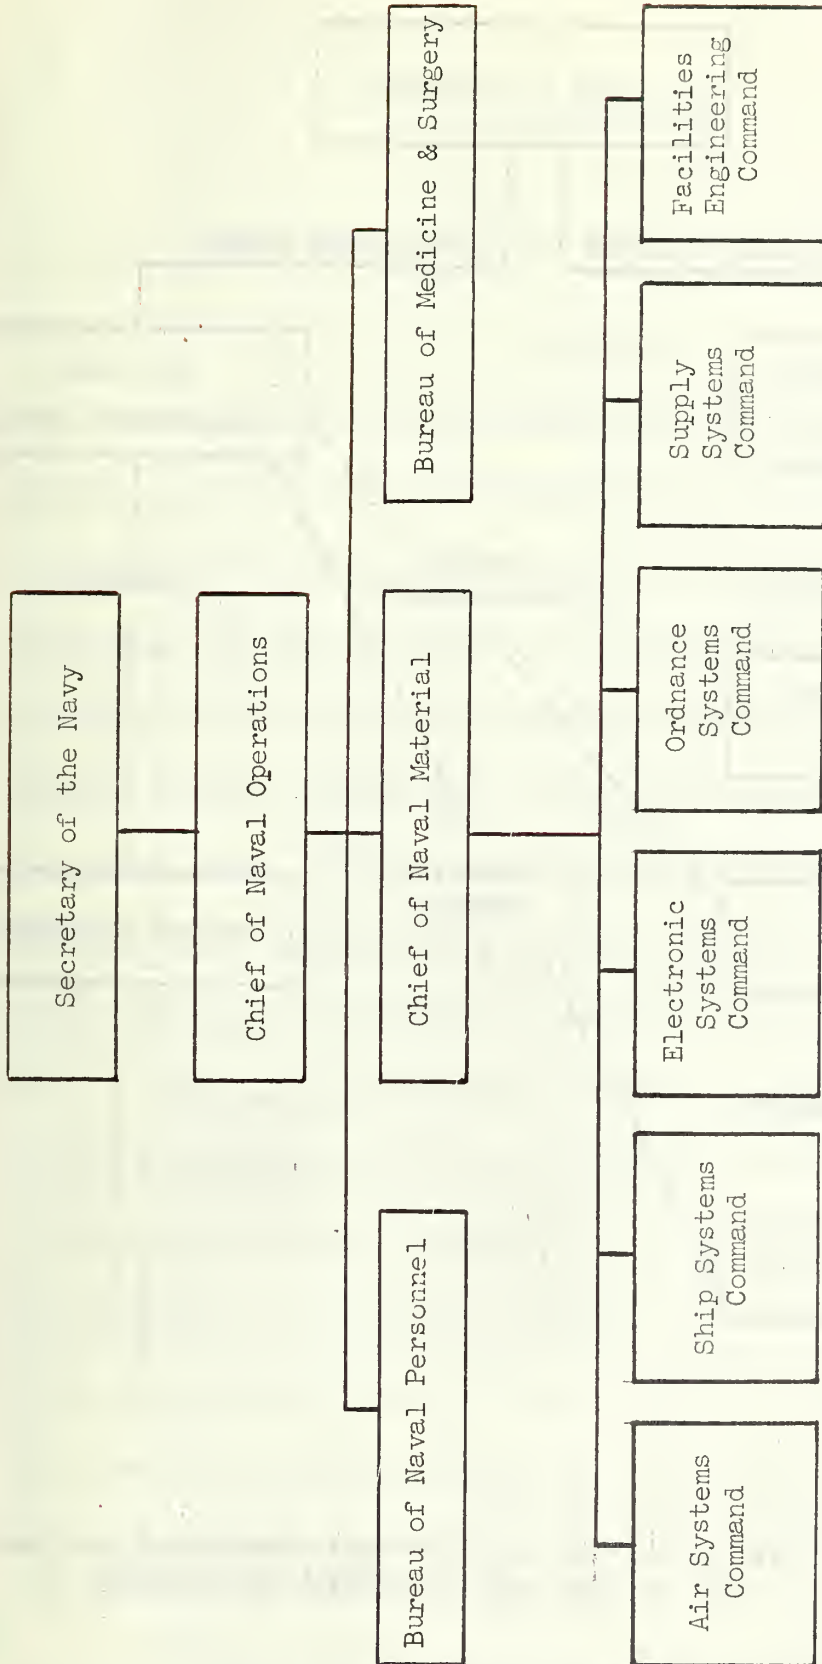 Secretary of the Navy
Chief of Naval Operations
Bureau of Naval Personnel
Chief of Naval Material
Bureau of Medicine & Surgery
Air Systems
Command
Ship Systems
Command
Electronic
Systems
Command
Ordnance
Systems
Command
Supply
Systems
Command
Facilities
Engineering
Command